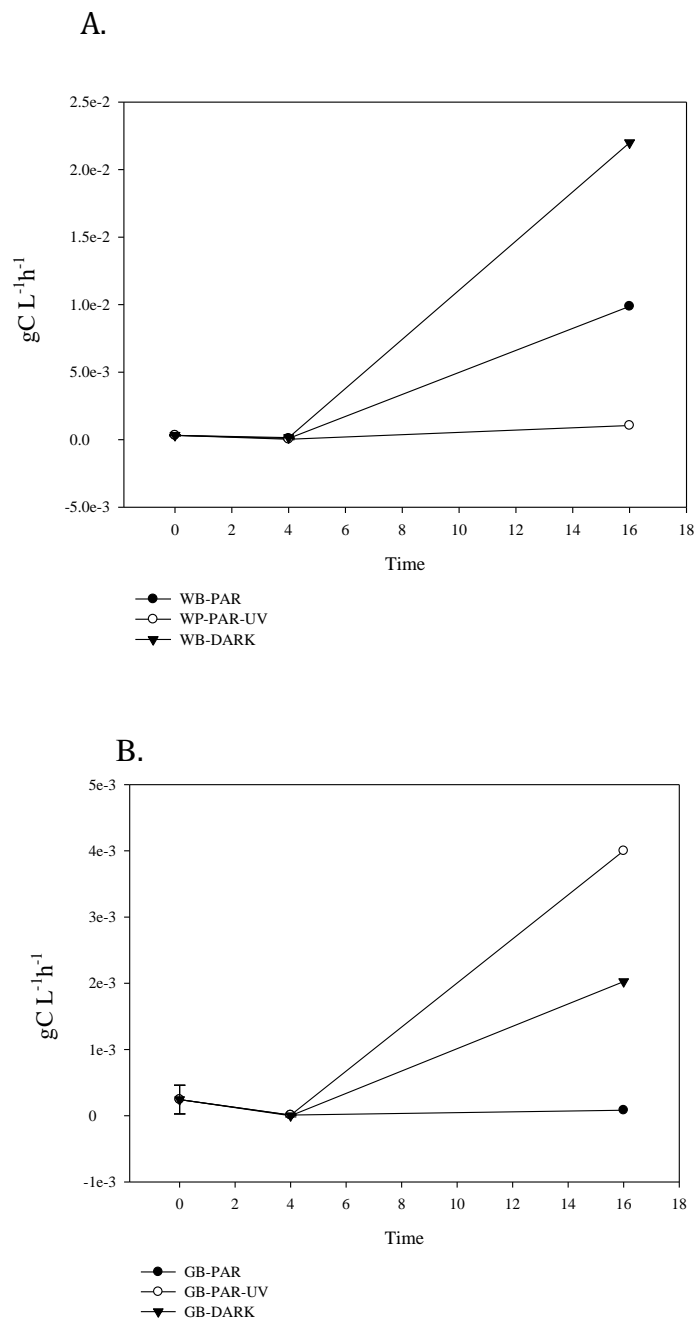 A.
2.5e-2
2.0e-2
1.5e-2
1.0e-2
5.0e-3
0.0
-5.0e-3
gC L⁻¹h⁻¹
0 2 4 6 8 10 12 14 16 18
Time
WB-PAR
WP-PAR-UV
WB-DARK
B.
5e-3
4e-3
3e-3
2e-3
1e-3
0
-1e-3
gC L⁻¹h⁻¹
0 2 4 6 8 10 12 14 16 18
Time
GB-PAR
GB-PAR-UV
GB-DARK